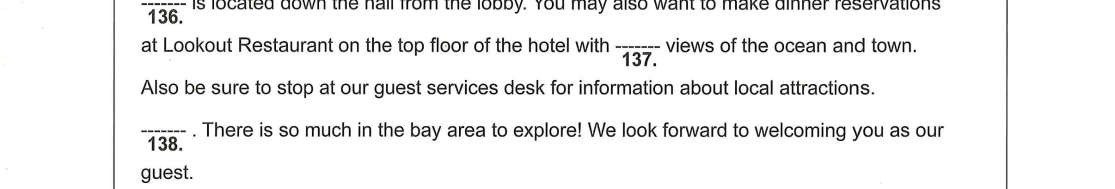 ------- is located down the hall from the lobby. You may also want to make dinner reservations
136.
at Lookout Restaurant on the top floor of the hotel with ------- views of the ocean and town.
137.
Also be sure to stop at our guest services desk for information about local attractions.
------- . There is so much in the bay area to explore! We look forward to welcoming you as our
138.
guest.